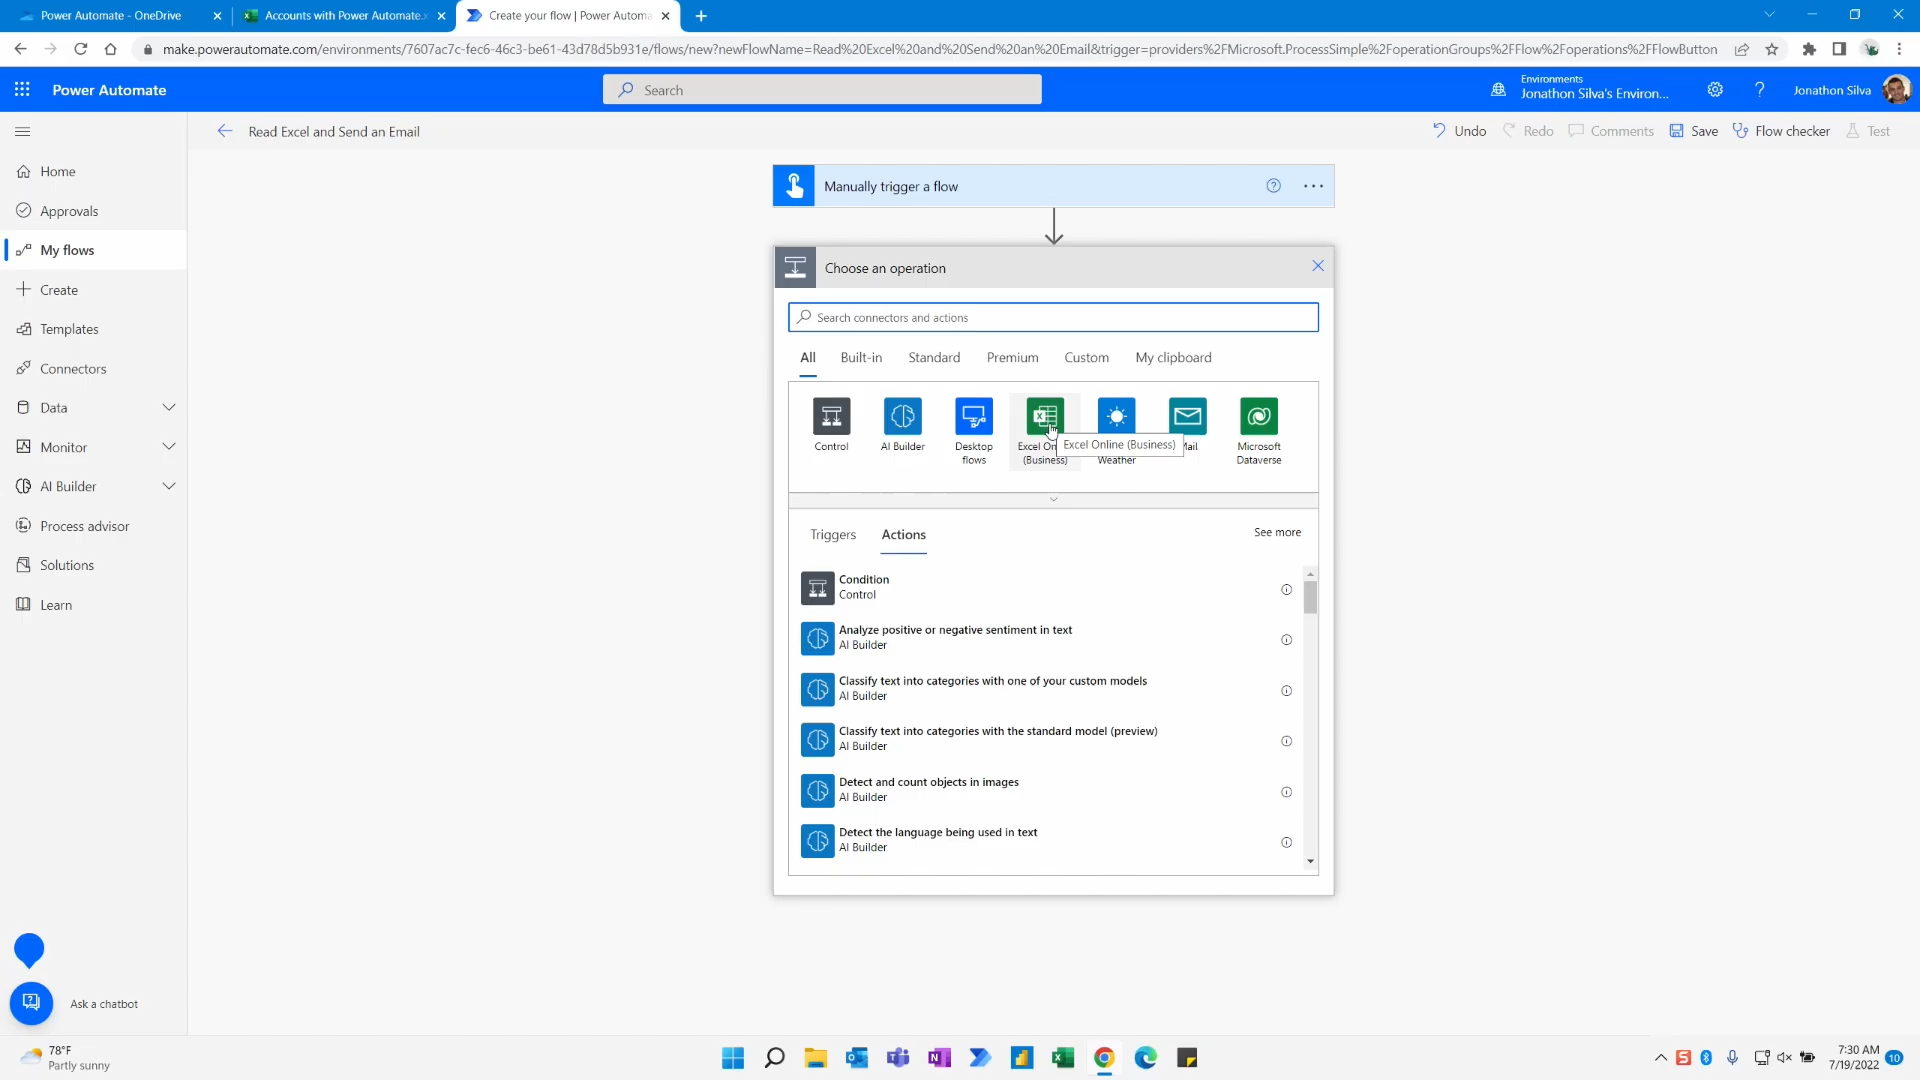 Power Automate - OneDrive
Accounts with Power Automate.x
Create your flow | Power Automa
make.powerautomate.com/environments/7607ac7c-fec6-46c3-be61-43d78d5b931e/flows/new?newFlowName=Read%20Excel%20and%20Send%20an%20Email&trigger=providers%2FMicrosoft.ProcessSimple%2FoperationGroups%2FFlow%2Foperations%2FFlowButton
Power Automate
Search
Environments
Jonathon Silva's Environ...
?
Jonathon Silva
Read Excel and Send an Email
Undo
Redo
Comments
Save
Flow checker
Test
Home
Approvals
My flows
Create
Templates
Connectors
Data
Monitor
AI Builder
Process advisor
Solutions
Learn
Ask a chatbot
Manually trigger a flow
Choose an operation
Search connectors and actions
All
Built-in
Standard
Premium
Custom
My clipboard
Control
AI Builder
Desktop
flows
Excel On
(Business)
Excel Online (Business)
Weather
Mail
Microsoft
Dataverse
Triggers
Actions
See more
Condition
Control
Analyze positive or negative sentiment in text
AI Builder
Classify text into categories with one of your custom models
AI Builder
Classify text into categories with the standard model (preview)
AI Builder
Detect and count objects in images
AI Builder
Detect the language being used in text
AI Builder
78°F
Partly sunny
7:30 AM
7/19/2022
10